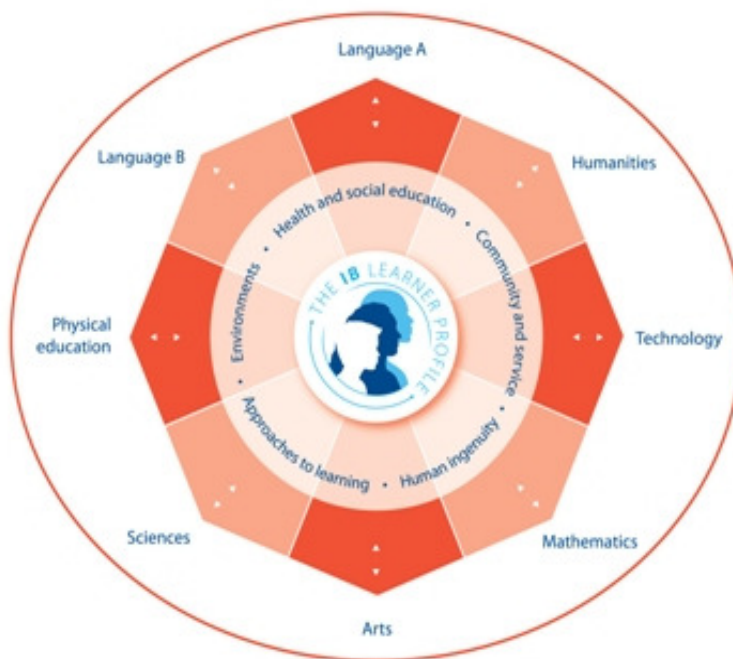 Language A
Humanities
Technology
Mathematics
Arts
Sciences
Physical
education
Language B
Health and social education
• Community and service
• Human ingenuity
• Approaches to learning
• Environments
•
THE IB LEARNER PROFILE